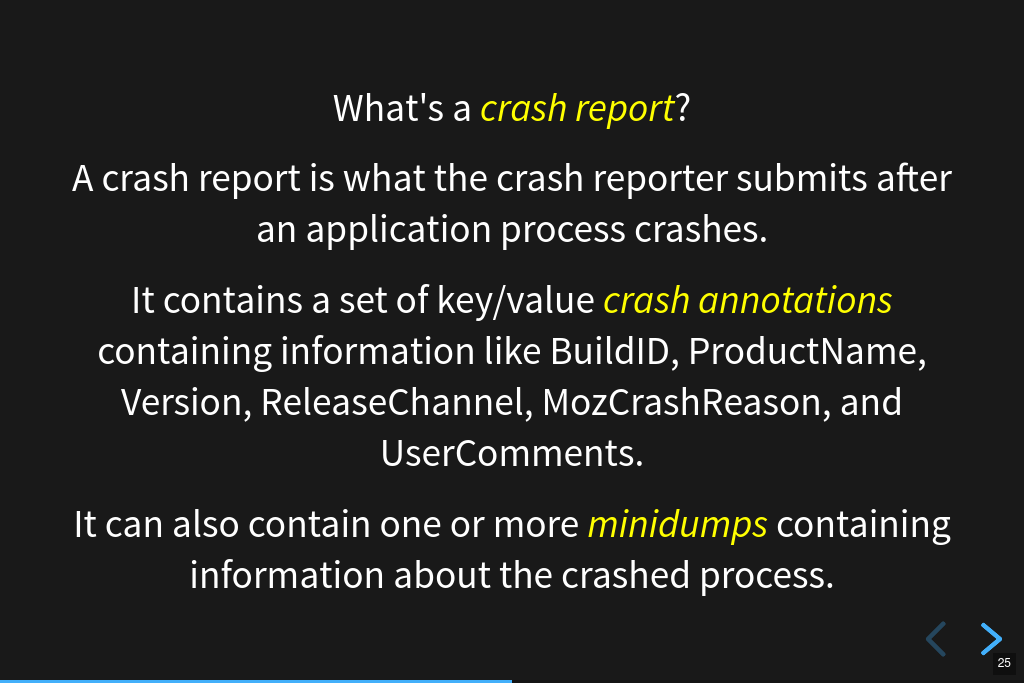 What's a crash report?
A crash report is what the crash reporter submits after
an application process crashes.
It contains a set of key/value crash annotations
containing information like BuildID, ProductName,
Version, ReleaseChannel, MozCrashReason, and
UserComments.
It can also contain one or more minidumps containing
information about the crashed process.
25